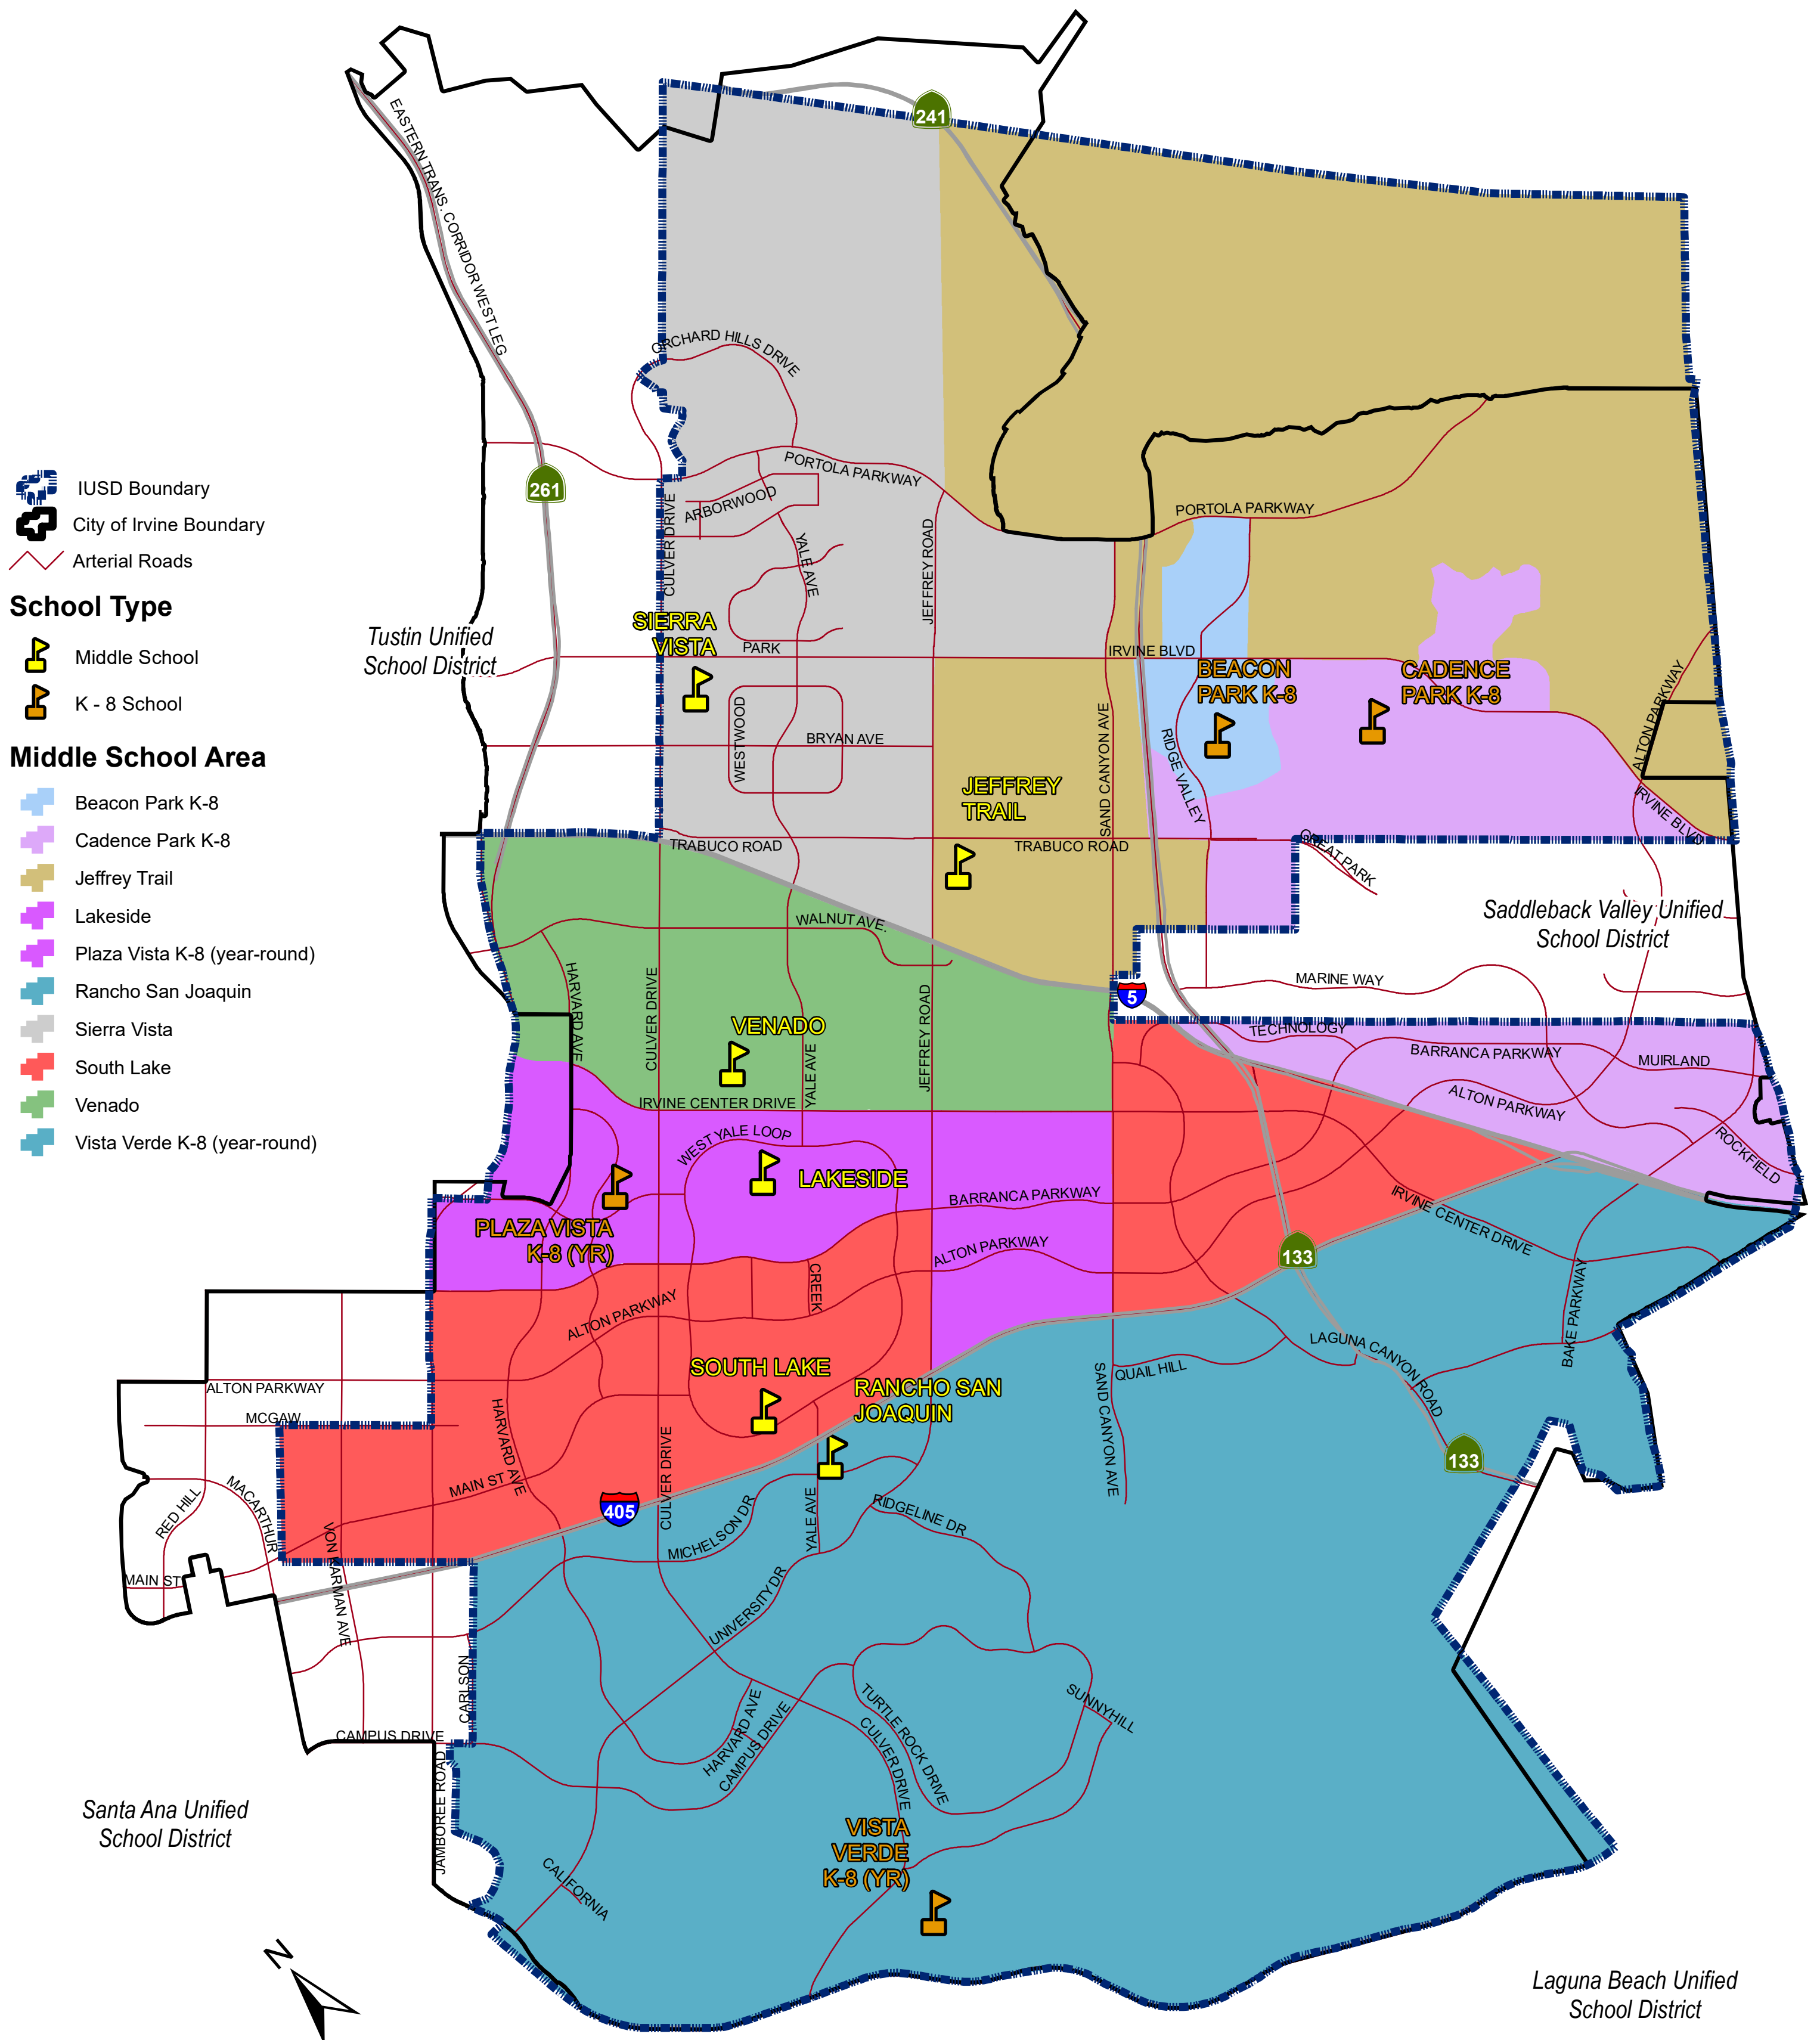 241
EASTERN TRANS. CORRIDOR WEST LEG
ORCHARD HILLS DRIVE
PORTOLA PARKWAY
261
ARBORWOOD
CULVER DRIVE
YALE AVE
JEFFREY ROAD
PORTOLA PARKWAY
IUSD Boundary
City of Irvine Boundary
Arterial Roads
School Type
Middle School
K - 8 School
Middle School Area
Beacon Park K-8
Cadence Park K-8
Jeffrey Trail
Lakeside
Plaza Vista K-8 (year-round)
Rancho San Joaquin
Sierra Vista
South Lake
Venado
Vista Verde K-8 (year-round)
Tustin Unified
School District
SIERRA
VISTA
PARK
IRVINE BLVD
BEACON
PARK K-8
CADENCE
PARK K-8
WESTWOOD
BRYAN AVE
SAND CANYON AVE
RIDGE VALLEY
ALTON PARKWAY
IRVINE BLVD
JEFFREY
TRAIL
TRABUCO ROAD
TRABUCO ROAD
GREAT PARK
Saddleback Valley Unified
School District
WALNUT AVE.
HARVARD AVE
CULVER DRIVE
JEFFREY ROAD
5
MARINE WAY
VENADO
YALE AVE
TECHNOLOGY
BARRANCA PARKWAY
MUIRLAND
IRVINE CENTER DRIVE
ALTON PARKWAY
ROCKFIELD
WEST YALE LOOP
LAKESIDE
BARRANCA PARKWAY
IRVINE CENTER DRIVE
PLAZA VISTA
K-8 (YR)
ALTON PARKWAY
133
CREEK
ALTON PARKWAY
BAKE PARKWAY
LAGUNA CANYON ROAD
QUAIL HILL
SAND CANYON AVE
SOUTH LAKE
RANCHO SAN
JOAQUIN
ALTON PARKWAY
MCGAW
HARVARD AVE
CULVER DRIVE
133
MAIN ST
405
RED HILL
MACARTHUR
VON KARMAN AVE
MAIN ST
MICHELSON DR
YALE AVE
RIDGELINE DR
UNIVERSITY DR
CARLSON
CAMPUS DRIVE
JAMBOREE ROAD
HARVARD AVE
CAMPUS DRIVE
TURTLE ROCK DRIVE
CULVER DRIVE
SUNNYHILL
Santa Ana Unified
School District
VISTA
VERDE
K-8 (YR)
CALIFORNIA
N
Laguna Beach Unified
School District